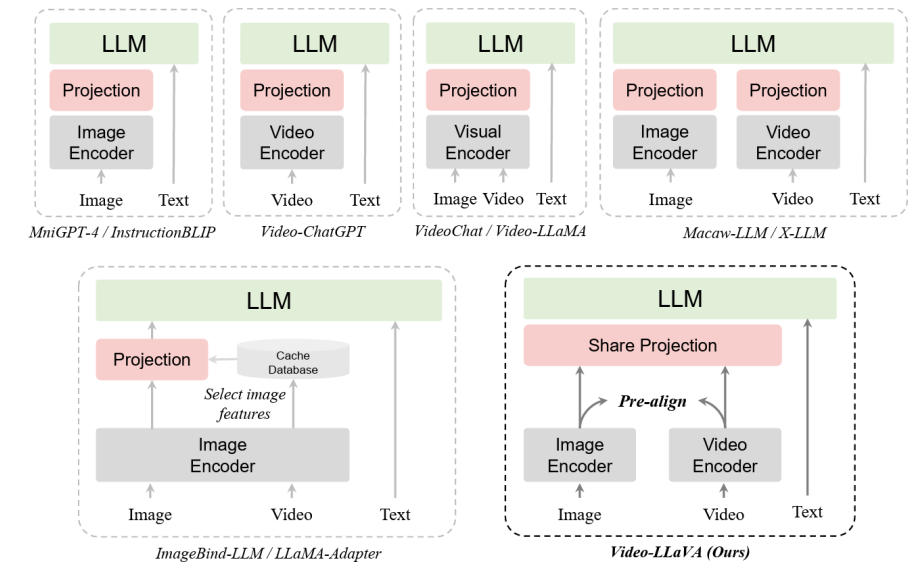 LLM
Projection
Image
Encoder
Image
Text
MniGPT-4 / InstructionBLIP
LLM
Projection
Video
Encoder
Video
Text
Video-ChatGPT
LLM
Projection
Visual
Encoder
Image Video Text
VideoChat / Video-LLaMA
LLM
Projection
Projection
Image
Encoder
Video
Encoder
Image
Video
Text
Macaw-LLM / X-LLM
LLM
Projection
Cache
Database
Select image
features
Image
Encoder
Image
Video
Text
ImageBind-LLM / LLaMA-Adapter
LLM
Share Projection
Pre-align
Image
Encoder
Video
Encoder
Image
Video
Text
Video-LLaVA (Ours)